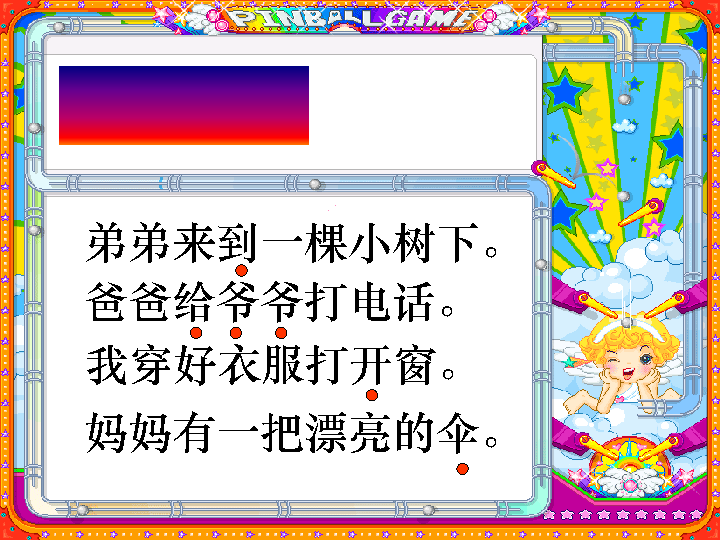 PINBALL GAME
弟弟来到一棵小树下。
爸爸给爷爷打电话。
我穿好衣服打开窗。
妈妈有一把漂亮的伞。